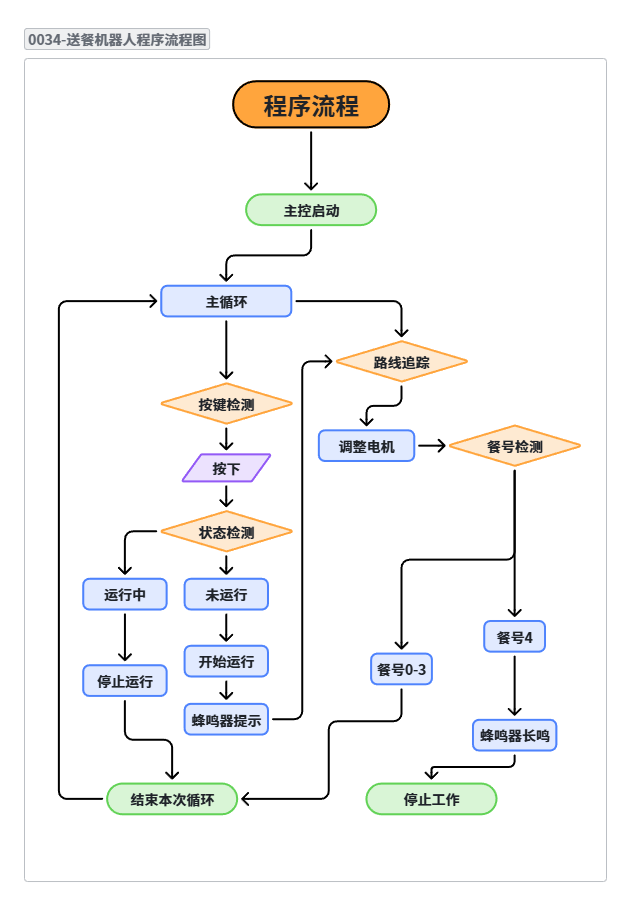 0034-送餐机器人程序流程图
程序流程
主控启动
主循环
路线追踪
按键检测
调整电机
餐号检测
按下
状态检测
运行中
未运行
餐号4
开始运行
餐号0-3
停止运行
蜂鸣器提示
蜂鸣器长鸣
结束本次循环
停止工作